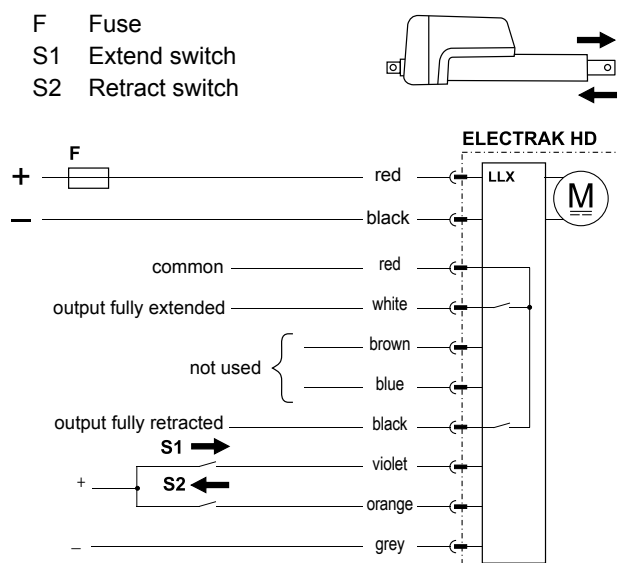 F Fuse
S1 Extend switch
S2 Retract switch
ELECTRAK HD
F
+ red LLX
M
– black
common red
output fully extended white
brown
not used
blue
output fully retracted black
S1
violet
+ S2
orange
– grey